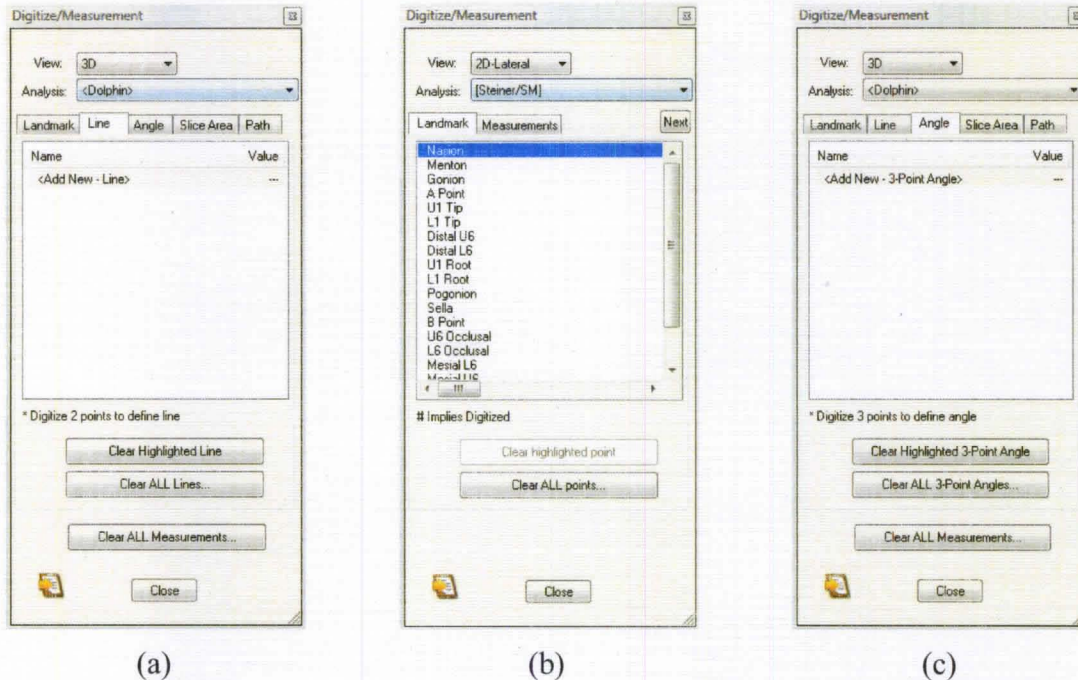 Digitize/Measurement
View: 3D
Analysis: <Dolphin>
Landmark Line Angle Slice Area Path
Name Value
<Add New - Line> ---
* Digitize 2 points to define line
Clear Highlighted Line
Clear ALL Lines...
Clear ALL Measurements...
Close
(a)
Digitize/Measurement
View: 2D-Lateral
Analysis: [Steiner/SM]
Landmark Measurements Next
Nasion
Menton
Gonion
A Point
U1 Tip
L1 Tip
Distal U6
Distal L6
U1 Root
L1 Root
Pogonion
Sella
B Point
U6 Occlusal
L6 Occlusal
Mesial L6
Mesial U6
# Implies Digitized
Clear highlighted point
Clear ALL points...
Close
(b)
Digitize/Measurement
View: 3D
Analysis: <Dolphin>
Landmark Line Angle Slice Area Path
Name Value
<Add New - 3-Point Angle> ---
* Digitize 3 points to define angle
Clear Highlighted 3-Point Angle
Clear ALL 3-Point Angles...
Clear ALL Measurements...
Close
(c)